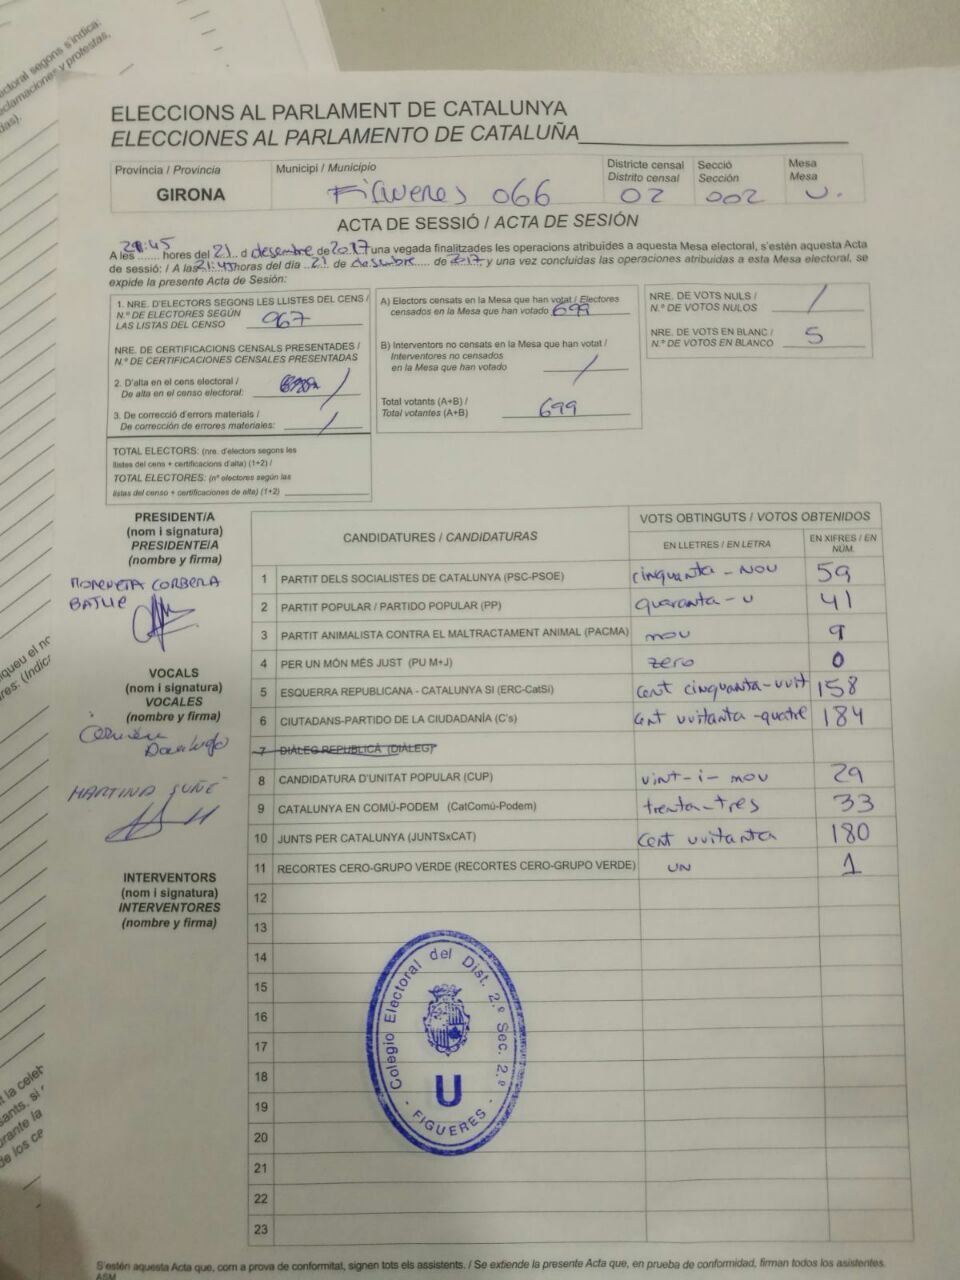 ectoral segons s'indica.
eclamaciones y protestas,
das).
ELECCIONS AL PARLAMENT DE CATALUNYA
ELECCIONES AL PARLAMENTO DE CATALUÑA
Província / Provincia Municipi / Municipio Districte censal Secció Mesa
Distrito censal Sección Mesa
GIRONA Figueres 066 02 002 U.
ACTA DE SESSIÓ / ACTA DE SESIÓN
A les 21:45 hores del 21 d desembre de 2017 una vegada finalitzades les operacions atribuïdes a aquesta Mesa electoral, s'estén aquesta Acta
de sessió: / A las 21:45 horas del día 21 de desembre de 2017 y una vez concluidas las operaciones atribuidas a esta Mesa electoral, se
expide la presente Acta de Sesión:
1. NRE. D'ELECTORS SEGONS LES LLISTES DEL CENS /
N.º DE ELECTORES SEGÚN
LAS LISTAS DEL CENSO 967
NRE. DE CERTIFICACIONS CENSALS PRESENTADES /
N.º DE CERTIFICACIONES CENSALES PRESENTADAS
2. D'alta en el cens electoral /
De alta en el censo electoral: /
3. De correcció d'errors materials /
De corrección de errores materiales: /
TOTAL ELECTORS: (nre. d'electors segons les
llistes del cens + certificacions d'alta) (1+2) /
TOTAL ELECTORES: (nº electores según las
listas del censo + certificaciones de alta) (1+2)
A) Electors censats en la Mesa que han votat / Electores
censados en la Mesa que han votado 699
B) Interventors no censats en la Mesa que han votat /
Interventores no censados
en la Mesa que han votado /
Total votants (A+B) /
Total votantes (A+B) 699
NRE. DE VOTS NULS /
N.º DE VOTOS NULOS /
NRE. DE VOTS EN BLANC /
N.º DE VOTOS EN BLANCO 5
PRESIDENT/A
(nom i signatura)
PRESIDENTE/A
(nombre y firma)
CORBERA
BATLLE
VOCALS
(nom i signatura)
VOCALES
(nombre y firma)
MARTINA SUÑÉ
INTERVENTORS
(nom i signatura)
INTERVENTORES
(nombre y firma)
CANDIDATURES / CANDIDATURAS VOTS OBTINGUTS / VOTOS OBTENIDOS
EN LLETRES / EN LETRA EN XIFRES / EN
NÚM.
1 PARTIT DELS SOCIALISTES DE CATALUNYA (PSC-PSOE) cinquanta-nou 59
2 PARTIT POPULAR / PARTIDO POPULAR (PP) quaranta-u 41
3 PARTIT ANIMALISTA CONTRA EL MALTRACTAMENT ANIMAL (PACMA) nou 9
4 PER UN MÓN MÉS JUST (PU M+J) zero 0
5 ESQUERRA REPUBLICANA - CATALUNYA SI (ERC-CatSí) cent cinquanta-vuit 158
6 CIUTADANS-PARTIDO DE LA CIUDADANÍA (C's) cent vuitanta-quatre 184
7 DIÀLEG REPUBLICÀ (DIÀLEG)
8 CANDIDATURA D'UNITAT POPULAR (CUP) vint-i-nou 29
9 CATALUNYA EN COMÚ-PODEM (CatComú-Podem) trenta-tres 33
10 JUNTS PER CATALUNYA (JUNTSxCAT) cent vuitanta 180
11 RECORTES CERO-GRUPO VERDE (RECORTES CERO-GRUPO VERDE) UN 1
12
13
14
15
16
17
18
19
20
21
22
23
Colegio Electoral del Dist. 2.º Sec. 2.º
U
- FIGUERES -
S'estén aquesta Acta que, com a prova de conformitat, signen tots els assistents. / Se extiende la presente Acta que, en prueba de conformidad, firman todos los asistentes.
ASM